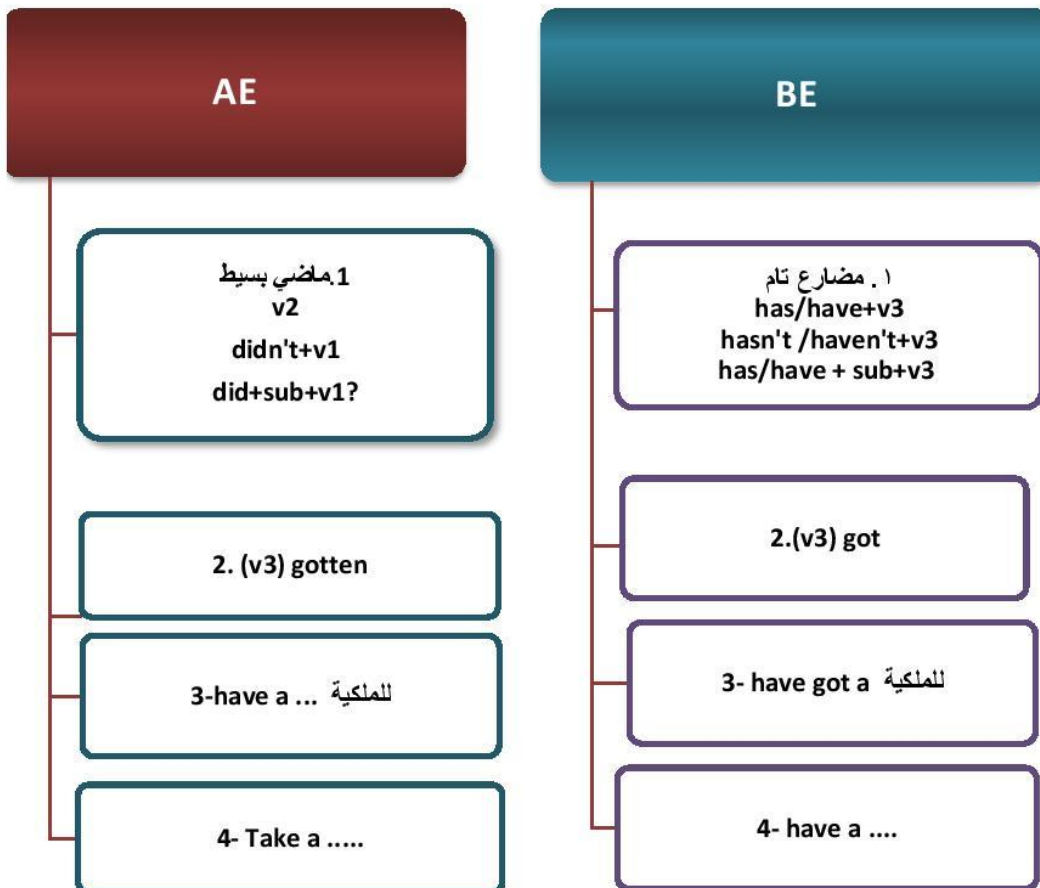 AE
1.ماضي بسيط
v2
didn't+v1
did+sub+v1?
2. (v3) gotten
3-have a ... للملكية
4- Take a .....
BE
١. مضارع تام
has/have+v3
hasn't /haven't+v3
has/have + sub+v3
2.(v3) got
3- have got a للملكية
4- have a ....